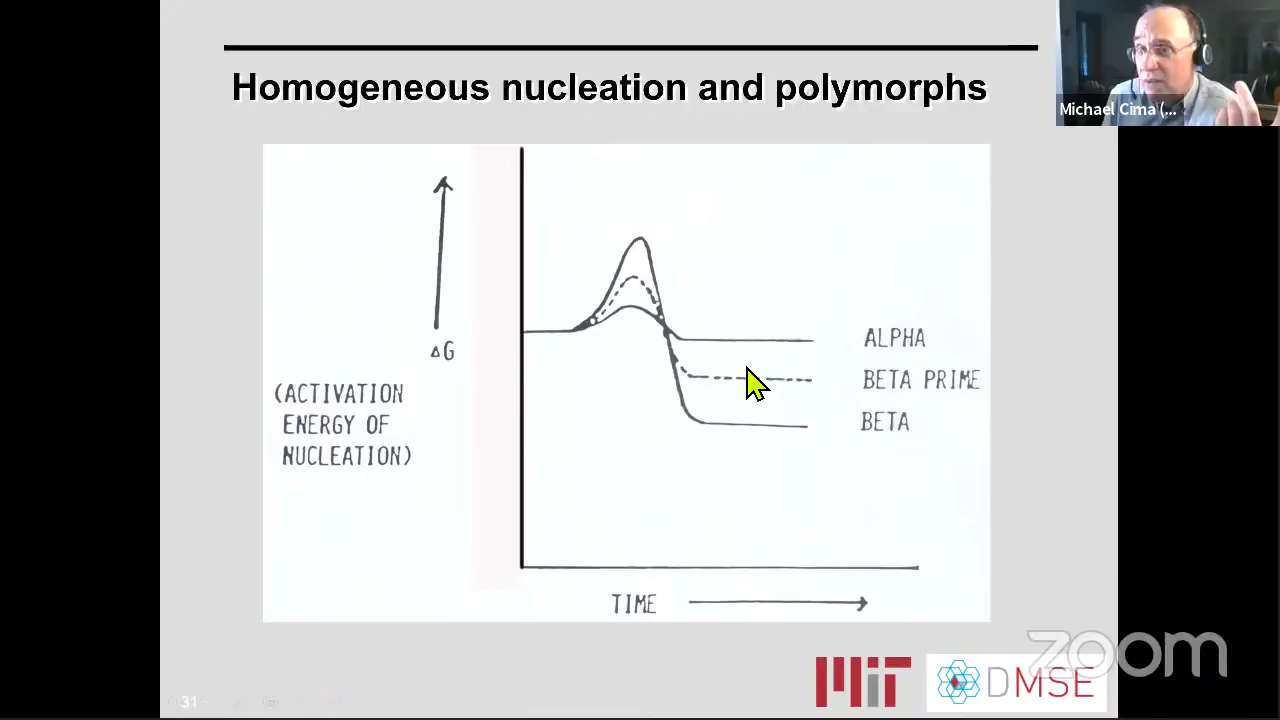 Homogeneous nucleation and polymorphs
Michael Cima (...
ΔG
(ACTIVATION
ENERGY OF
NUCLEATION)
ALPHA
BETA PRIME
BETA
TIME
zoom
MIT
DMSE
31